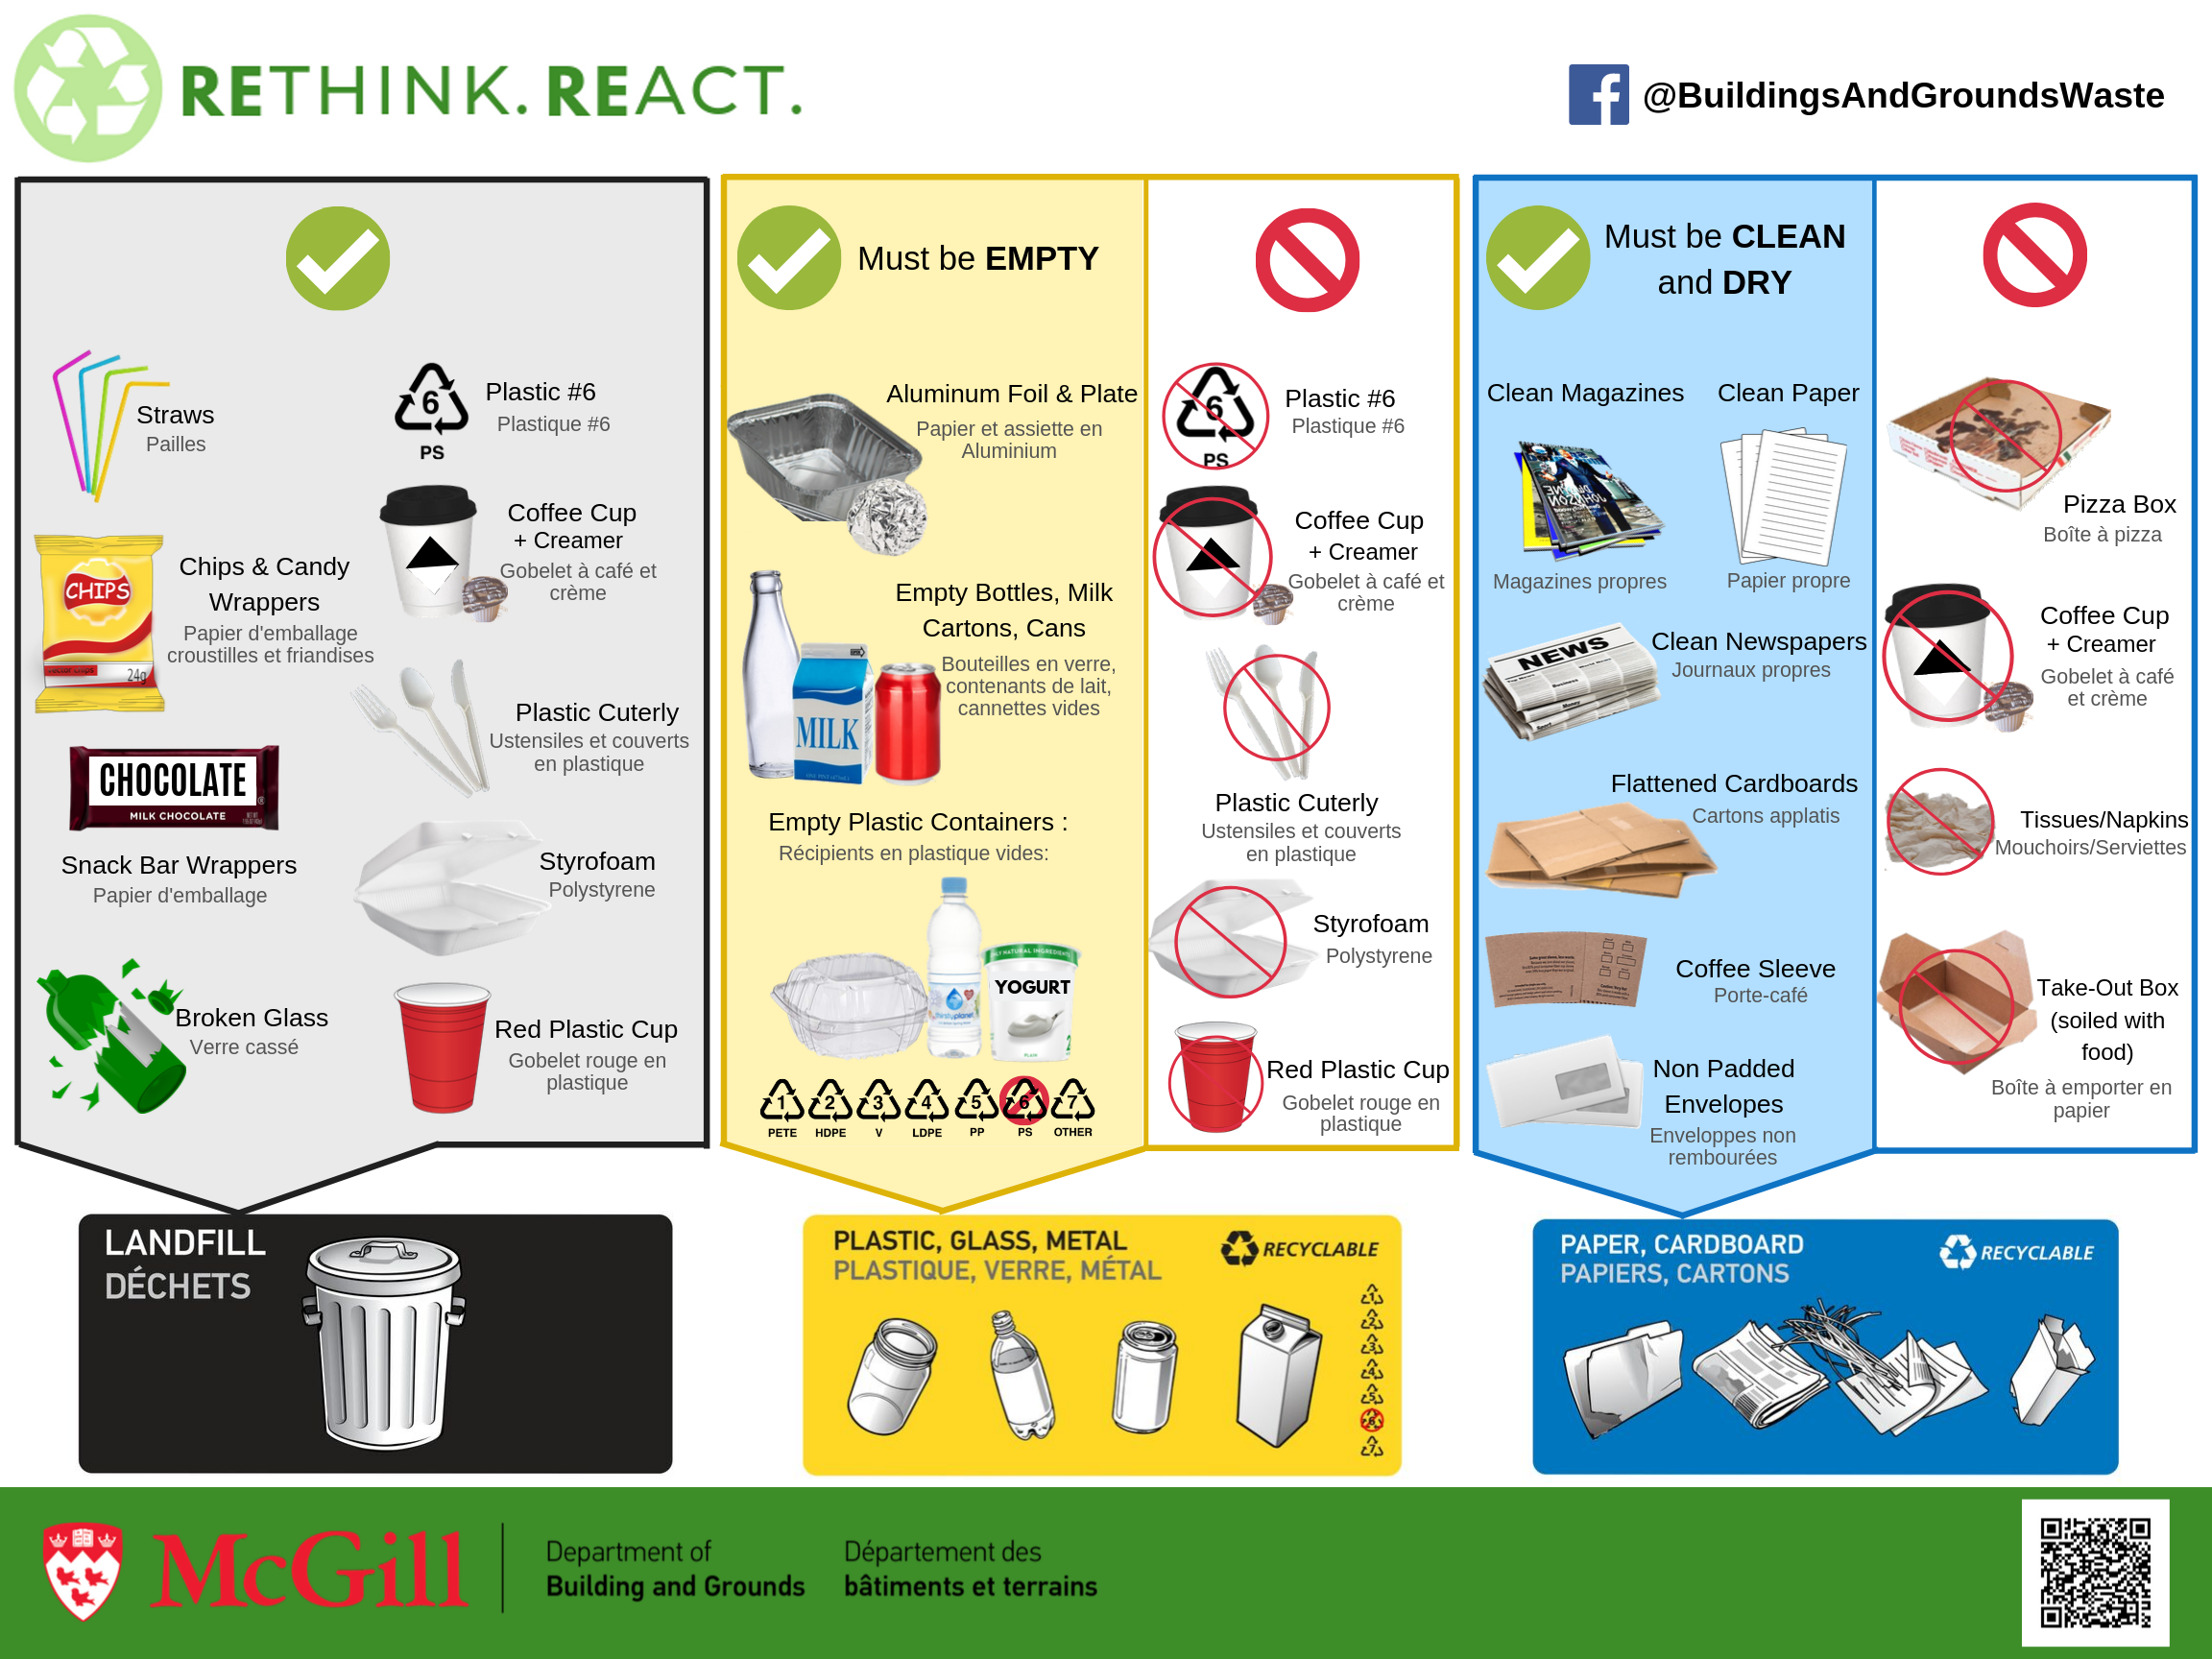 RETHINK. REACT.
@BuildingsAndGroundsWaste
Straws
Pailles
Chips & Candy
Wrappers
Papier d'emballage
croustilles et friandises
CHIPS
24g
CHOCOLATE
MILK CHOCOLATE
Snack Bar Wrappers
Papier d'emballage
Broken Glass
Verre cassé
6
PS
Plastic #6
Plastique #6
Coffee Cup
+ Creamer
Gobelet à café et
crème
Plastic Cuterly
Ustensiles et couverts
en plastique
Styrofoam
Polystyrene
Red Plastic Cup
Gobelet rouge en
plastique
LANDFILL
DÉCHETS
Must be EMPTY
Aluminum Foil & Plate
Papier et assiette en
Aluminium
Empty Bottles, Milk
Cartons, Cans
Bouteilles en verre,
contenants de lait,
cannettes vides
MILK
Empty Plastic Containers :
Récipients en plastique vides:
YOGURT
PLAIN
1 2 3 4 5 6 7
PETE HDPE V LDPE PP PS OTHER
6
PS
Plastic #6
Plastique #6
Coffee Cup
+ Creamer
Gobelet à café et
crème
Plastic Cuterly
Ustensiles et couverts
en plastique
Styrofoam
Polystyrene
Red Plastic Cup
Gobelet rouge en
plastique
PLASTIC, GLASS, METAL
PLASTIQUE, VERRE, MÉTAL
RECYCLABLE
1
2
3
4
5
6
7
Must be CLEAN
and DRY
Clean Magazines
Magazines propres
Clean Paper
Papier propre
NEWS
Clean Newspapers
Journaux propres
Flattened Cardboards
Cartons applatis
Coffee Sleeve
Porte-café
Non Padded
Envelopes
Enveloppes non
rembourées
Pizza Box
Boîte à pizza
Coffee Cup
+ Creamer
Gobelet à café
et crème
Tissues/Napkins
Mouchoirs/Serviettes
Take-Out Box
(soiled with
food)
Boîte à emporter en
papier
PAPER, CARDBOARD
PAPIERS, CARTONS
RECYCLABLE
McGill
Department of
Building and Grounds
Département des
bâtiments et terrains